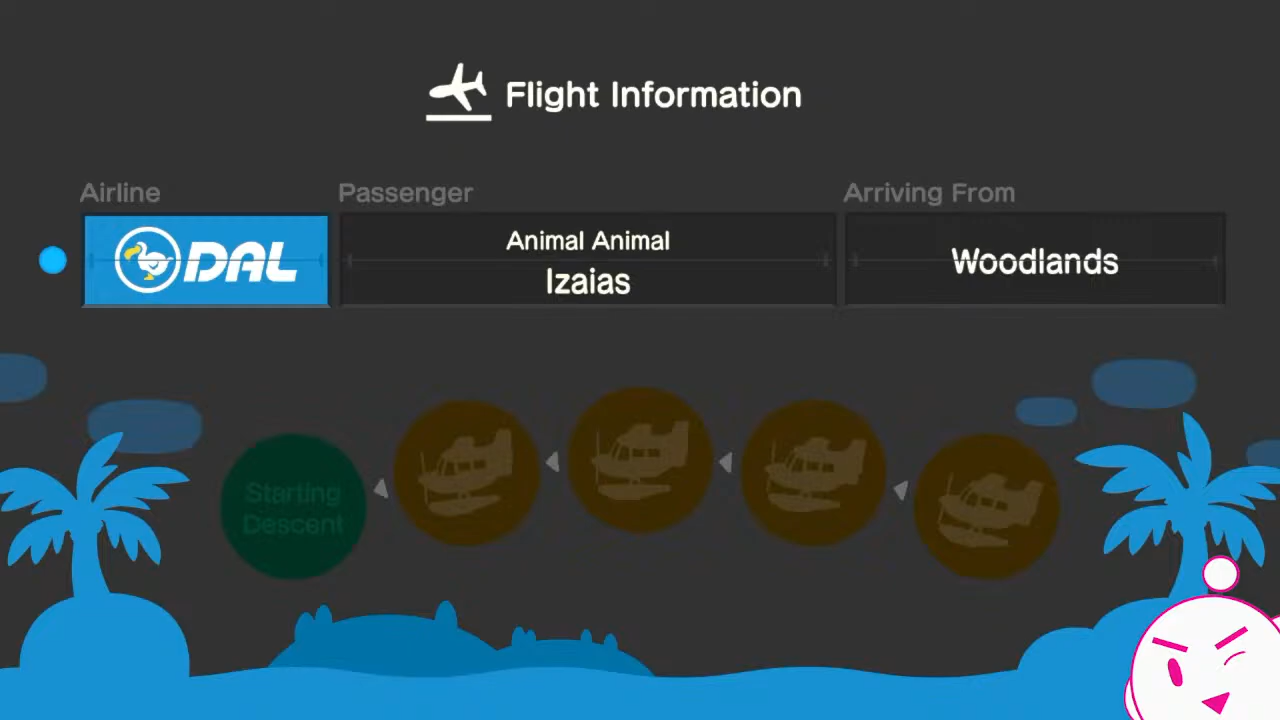 Flight Information
Airline
Passenger
Arriving From
DAL
Animal Animal
Izaias
Woodlands
Starting
Descent